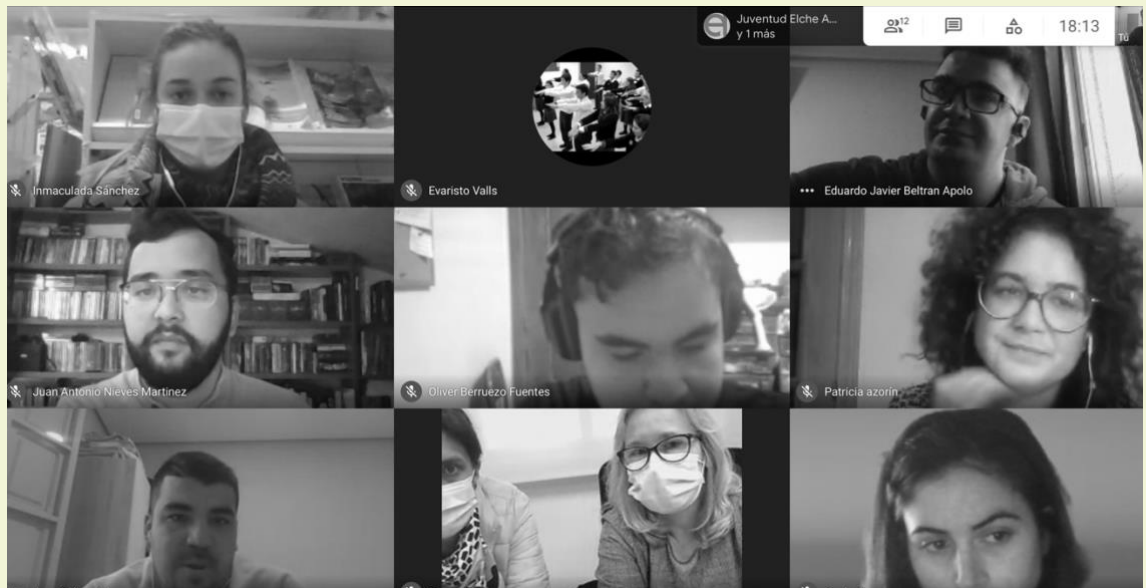 Juventud Elche A...
y 1 más
12
18:13
Tú
Inmaculada Sánchez
Evaristo Valls
Eduardo Javier Beltran Apolo
Juan Antonio Nieves Martinez
Oliver Berruezo Fuentes
Patricia azorín